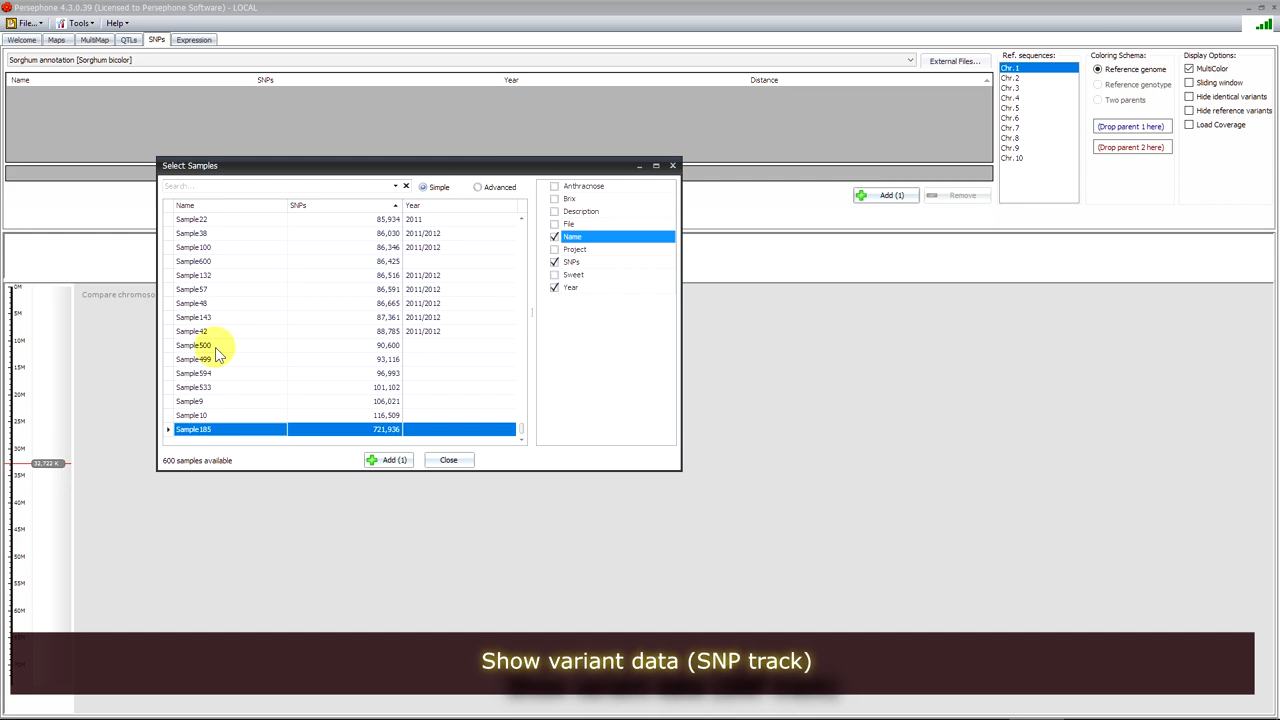 Persephone 4.3.0.39 (Licensed to Persephone Software) - LOCAL
File... Tools Help
Welcome Maps MultiMap QTLs SNPs Expression
Sorghum annotation [Sorghum bicolor] External Files...
Name SNPs Year Distance
Ref. sequences:
Chr.1
Chr.2
Chr.3
Chr.4
Chr.5
Chr.6
Chr.7
Chr.8
Chr.9
Chr.10
Coloring Schema:
Reference genome
Reference genotype
Two parents
(Drop parent 1 here)
(Drop parent 2 here)
Display Options:
MultiColor
Sliding window
Hide identical variants
Hide reference variants
Load Coverage
Add (1) Remove
Select Samples
Search... Simple Advanced
Name SNPs Year
Sample22 85,934 2011
Sample38 86,030 2011/2012
Sample100 86,346 2011/2012
Sample600 86,425
Sample132 86,516 2011/2012
Sample57 86,591 2011/2012
Sample48 86,665 2011/2012
Sample143 87,361 2011/2012
Sample42 88,785 2011/2012
Sample500 90,600
Sample499 93,116
Sample594 96,993
Sample533 101,102
Sample9 106,021
Sample10 116,509
Sample185 721,936
600 samples available Add (1) Close
Anthracnose
Brix
Description
File
Name
Project
SNPs
Sweet
Year
Compare chromoso
0M
5M
10M
15M
20M
25M
30M
32,722 K
35M
40M
45M
50M
55M
60M
70M
Show variant data (SNP track)